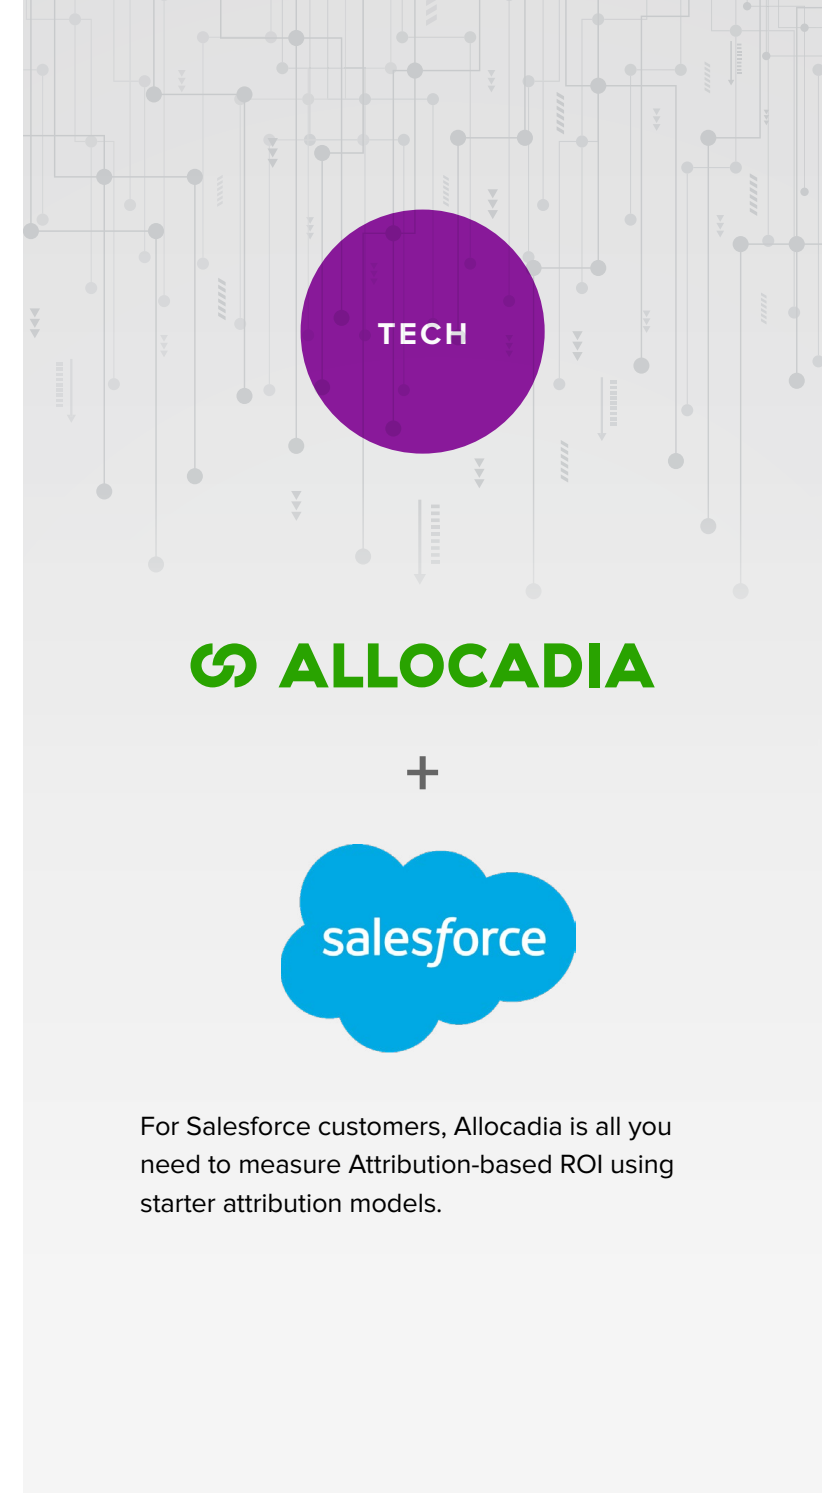 TECH
ALLOCADIA
+
salesforce
For Salesforce customers, Allocadia is all you
need to measure Attribution-based ROI using
starter attribution models.